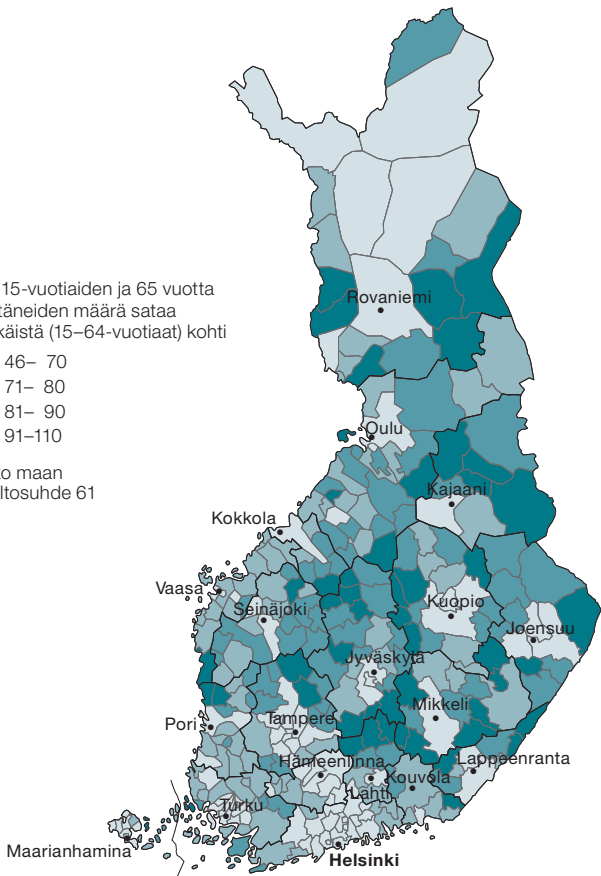 15-vuotiaiden ja 65 vuotta
täneiden määrä sataa
käistä (15–64-vuotiaat) kohti
46– 70
71– 80
81– 90
91–110
o maan
ltosuhde 61
Rovaniemi
Oulu
Kajaani
Kokkola
Vaasa
Seinäjoki
Kuopio
Joensuu
Jyväskylä
Mikkeli
Pori
Tampere
Hämeenlinna
Lappeenranta
Kouvola
Lahti
Turku
Maarianhamina
Helsinki